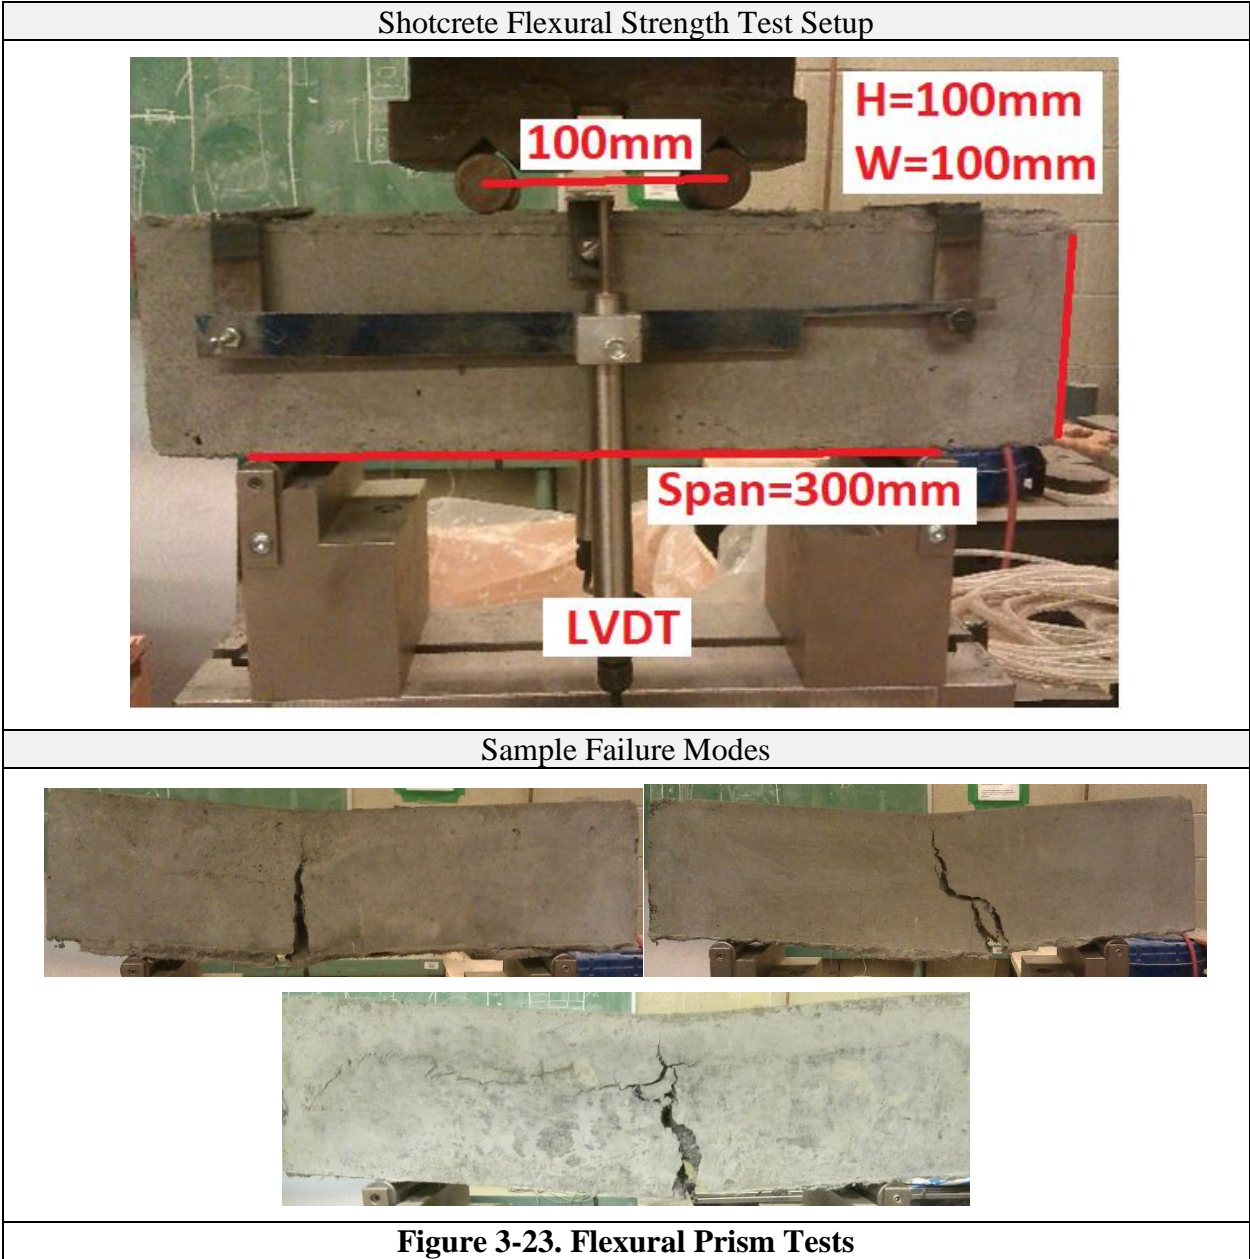 Shotcrete Flexural Strength Test Setup
100mm
H=100mm
W=100mm
Span=300mm
LVDT
Sample Failure Modes
Figure 3-23. Flexural Prism Tests